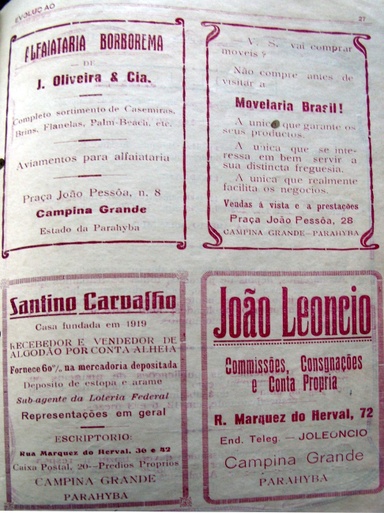 EVOLUÇAO
27
ALFAIATARIA BORBOREMA
— DE —
J. Oliveira & Cia.
Completo sortimento de Casemiras,
Brins, Flanelas, Palm-Beach, etc.
Aviamentos para alfaiataria
Praça João Pessôa, n. 8
Campina Grande
Estado da Parahyba
V. S. vai comprar
moveis?
Não compre antes de
visitar a
Movelaria Brasil!
A unica que garante os
seus productos.
A unica que se inte-
ressa em bem servir a
sua distincta freguesia.
A unica que realmente
facilita os negocios.
Vendas à vista e a prestações
Praça João Pessôa, 28
CAMPINA GRANDE—PARAHYBA
Santino Carvalho
Casa fundada em 1919
RECEBEDOR E VENDEDOR DE
ALGODÃO POR CONTA ALHEIA
Fornece 60%, na mercadoria depositada
Deposito de estopa e arame
Sub-agente da Loteria Federal
Representações em geral
ESCRIPTORIO:
Rua Marquez do Herval, 30 e 42
Caixa Postal, 20—Predios Proprios
CAMPINA GRANDE
PARAHYBA
João Leoncio
Commissões, Consgnações
e Conta Propria
R. Marquez do Herval, 72
End. Teleg. — JOLEONCIO
Campina Grande
PARAHYBA